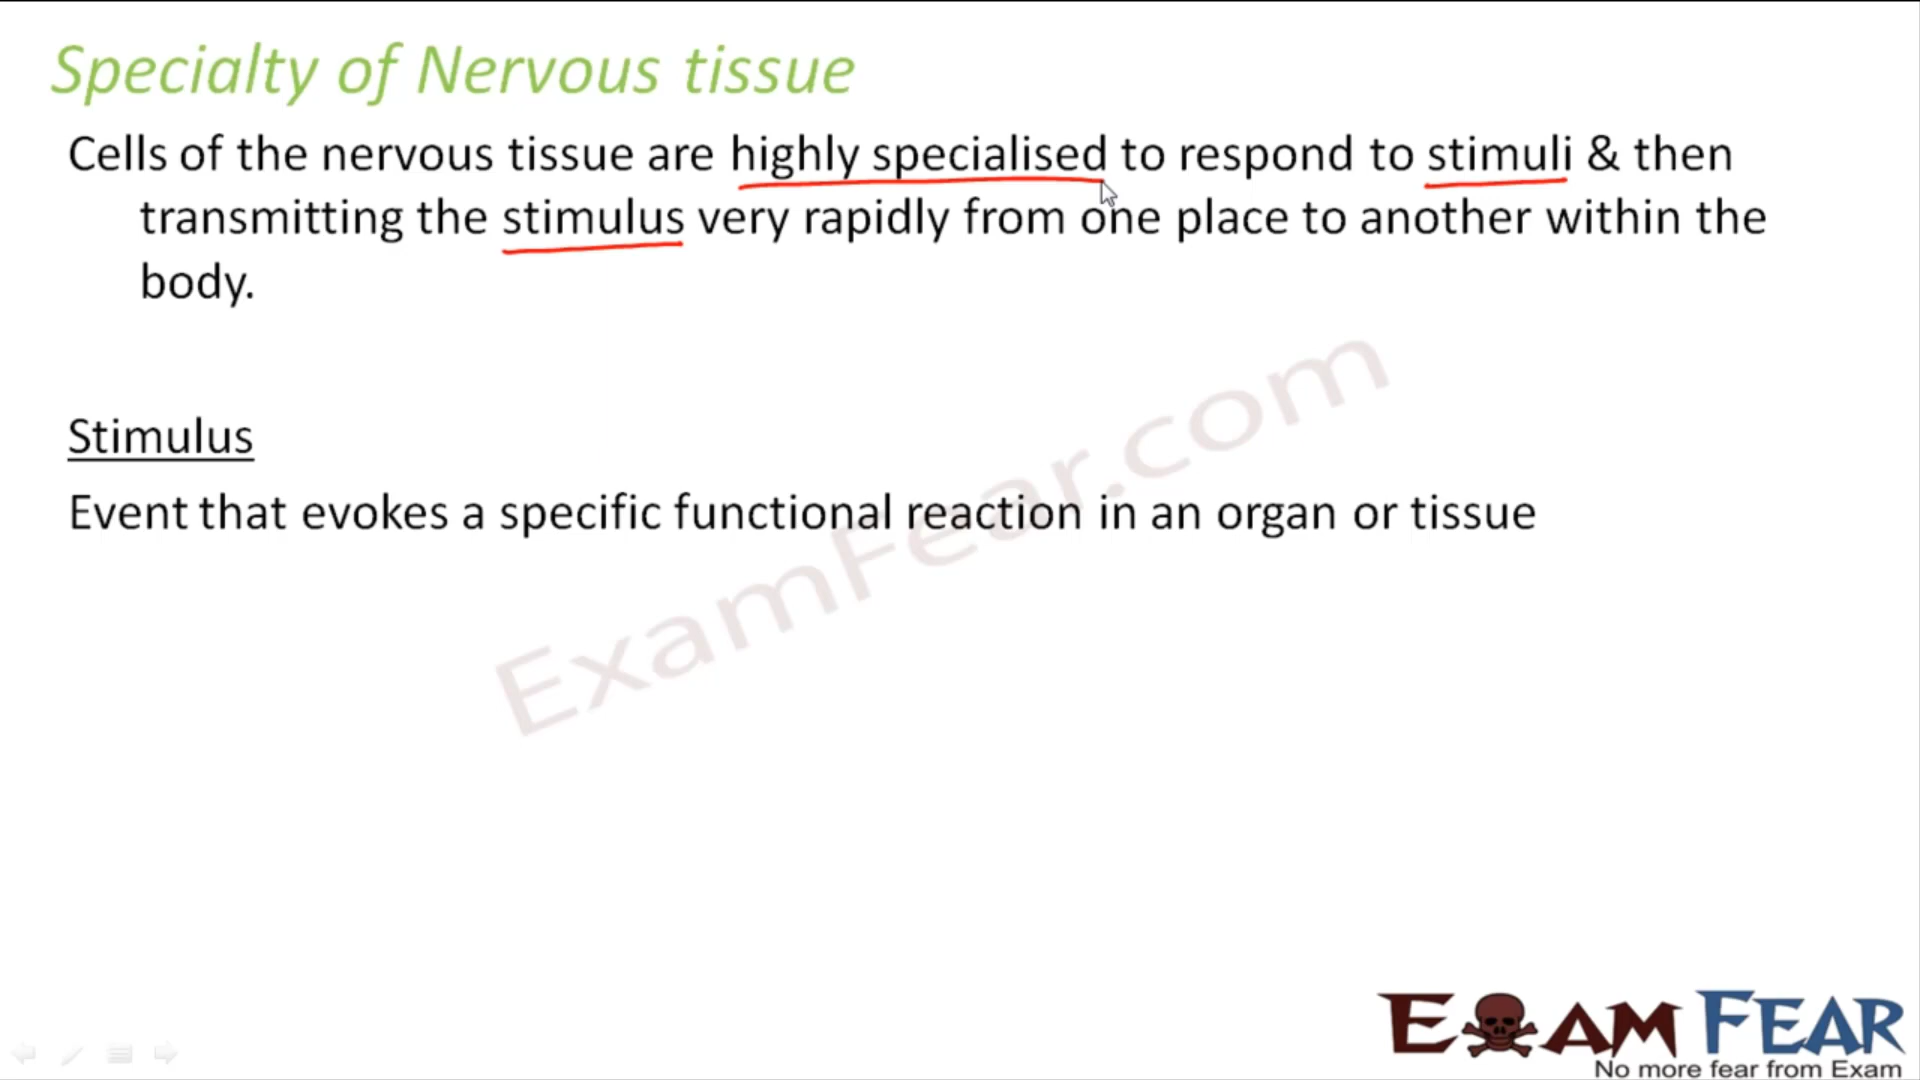 Specialty of Nervous tissue
Cells of the nervous tissue are highly specialised to respond to stimuli & then
transmitting the stimulus very rapidly from one place to another within the
body.
Stimulus
Event that evokes a specific functional reaction in an organ or tissue
ExamFear.com
EXAM FEAR
No more fear from Exam